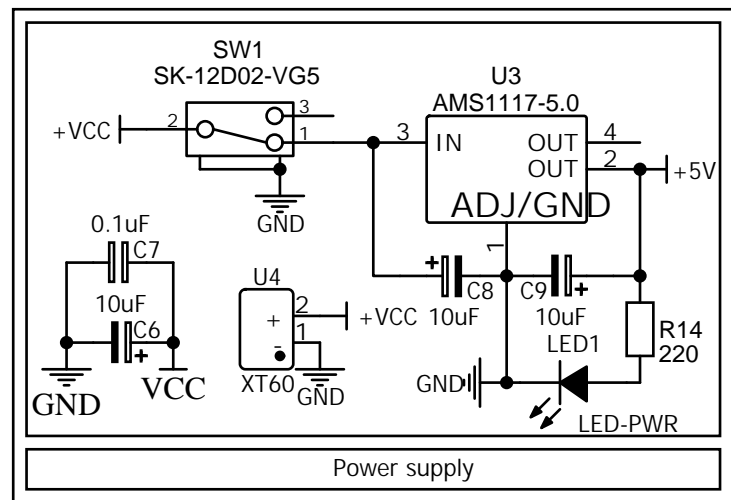 SW1
SK-12D02-VG5
+VCC
2
3
1
GND
U3
AMS1117-5.0
3
IN
OUT
4
OUT
2
ADJ/GND
1
+5V
0.1uF
C7
10uF
C6
+
GND
VCC
U4
+
-
2
1
+VCC
XT60
GND
+
C8
10uF
C9
+
10uF
R14
220
LED1
GND
LED-PWR
Power supply